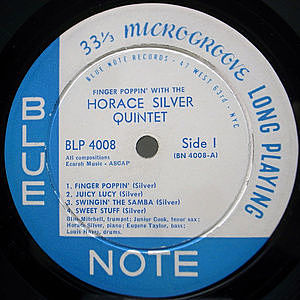 33⅓ MICROGROOVE LONG PLAYING
BLUE NOTE RECORDS • 47 WEST 63rd • NYC
FINGER POPPIN' WITH THE
HORACE SILVER
QUINTET
BLP 4008
Side 1
All compositions
Ecaroh Music - ASCAP
(BN 4008-A)
1. FINGER POPPIN' (Silver)
2. JUICY LUCY (Silver)
3. SWINGIN' THE SAMBA (Silver)
4. SWEET STUFF (Silver)
Blue Mitchell, trumpet; Junior Cook, tenor sax;
Horace Silver, piano; Eugene Taylor, bass;
Louis Hayes, drums.
BLUE
NOTE